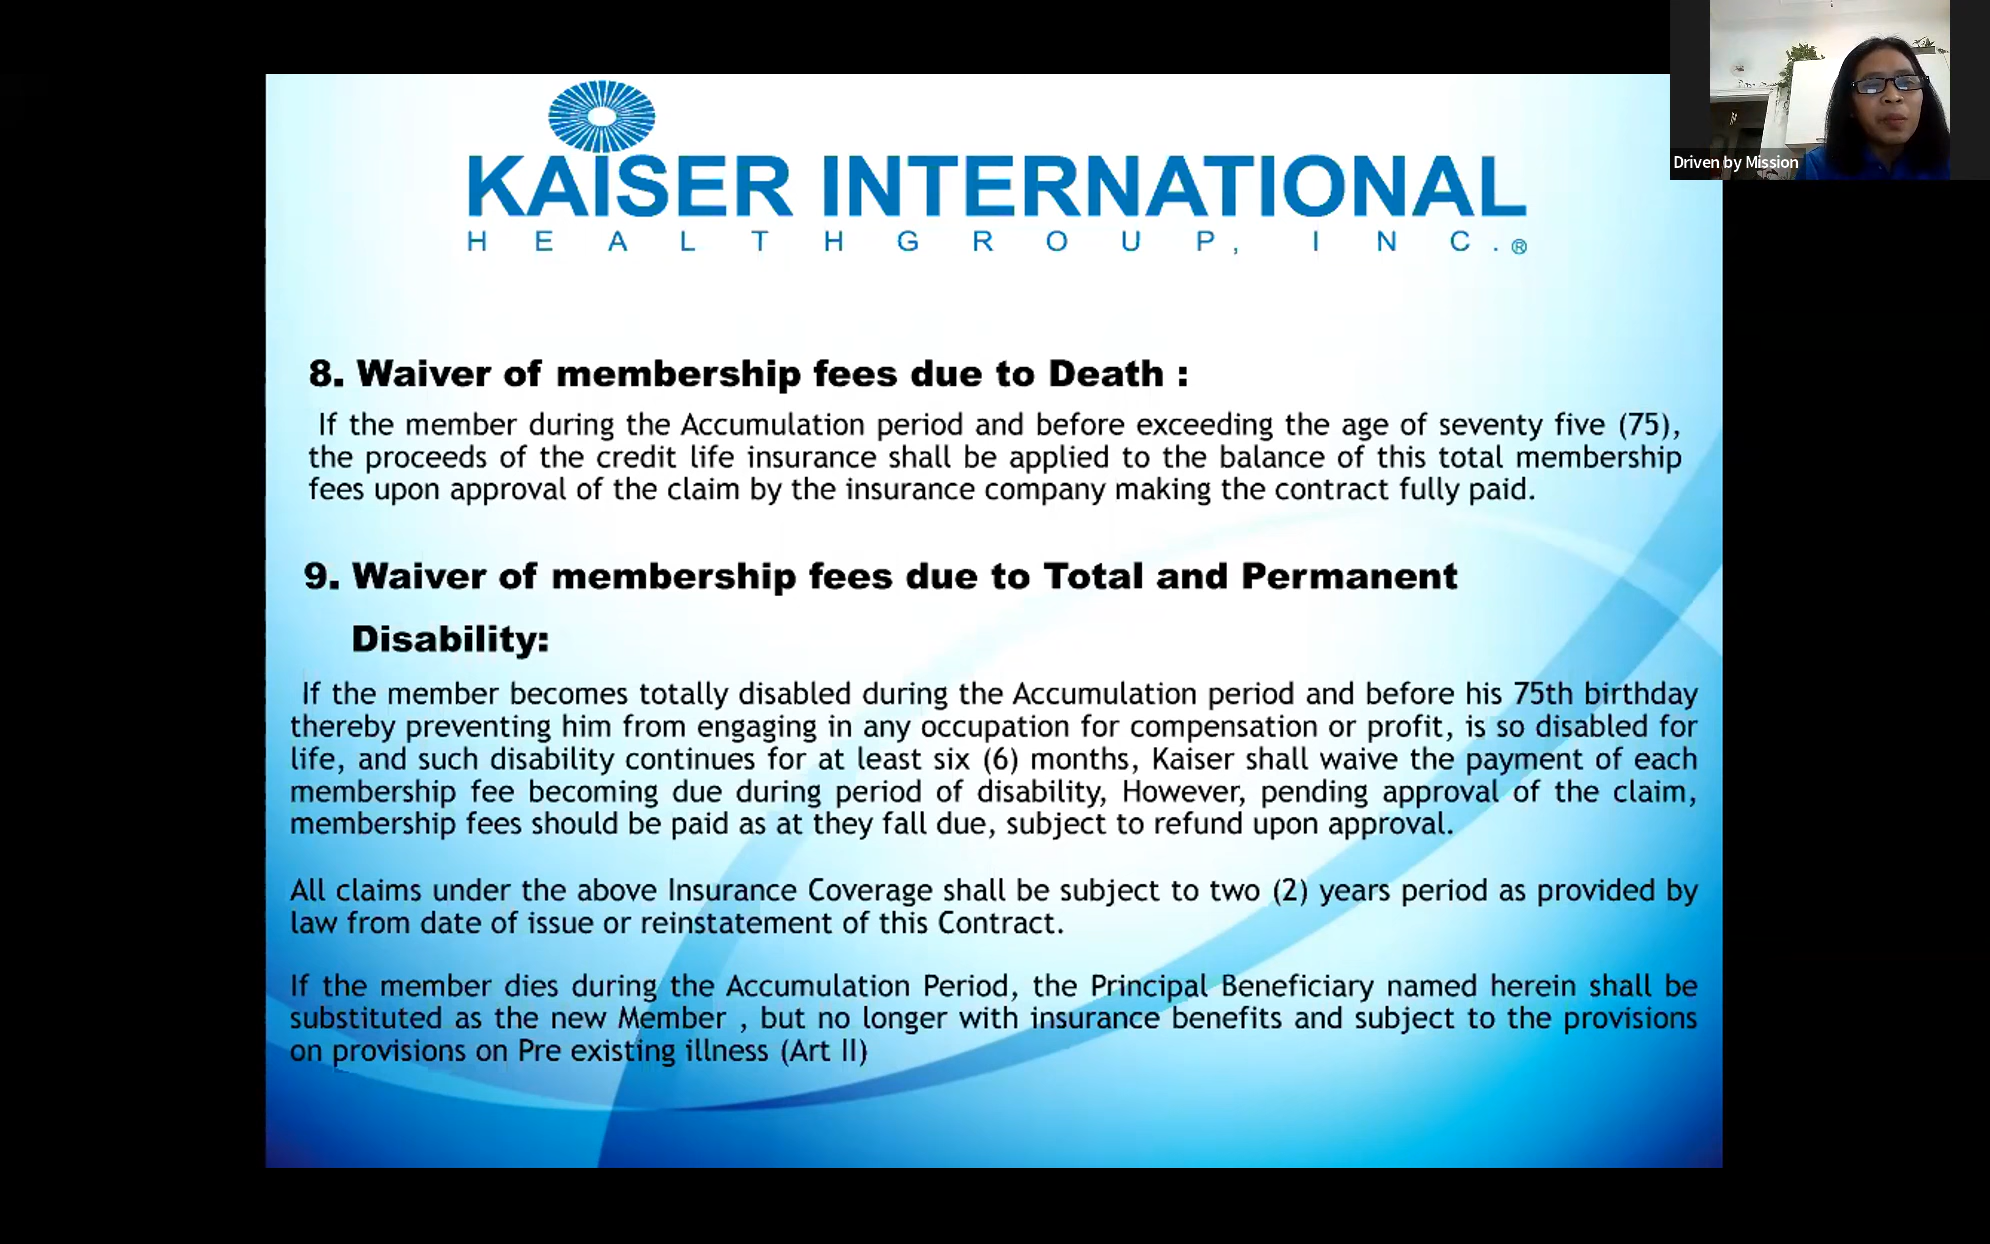 KAISER INTERNATIONAL
HEALTHGROUP, INC.®
Driven by Mission
8. Waiver of membership fees due to Death :
If the member during the Accumulation period and before exceeding the age of seventy five (75),
the proceeds of the credit life insurance shall be applied to the balance of this total membership
fees upon approval of the claim by the insurance company making the contract fully paid.
9. Waiver of membership fees due to Total and Permanent
Disability:
If the member becomes totally disabled during the Accumulation period and before his 75th birthday
thereby preventing him from engaging in any occupation for compensation or profit, is so disabled for
life, and such disability continues for at least six (6) months, Kaiser shall waive the payment of each
membership fee becoming due during period of disability, However, pending approval of the claim,
membership fees should be paid as at they fall due, subject to refund upon approval.
All claims under the above Insurance Coverage shall be subject to two (2) years period as provided by
law from date of issue or reinstatement of this Contract.
If the member dies during the Accumulation Period, the Principal Beneficiary named herein shall be
substituted as the new Member , but no longer with insurance benefits and subject to the provisions
on provisions on Pre existing illness (Art II)